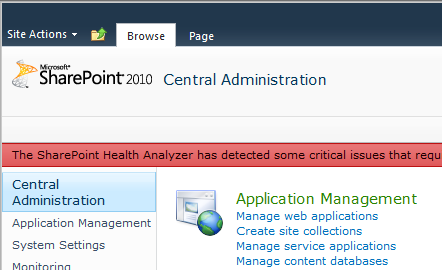 Site Actions
Browse
Page
Microsoft®
SharePoint® 2010 Central Administration
The SharePoint Health Analyzer has detected some critical issues that requ
Central
Administration
Application Management
System Settings
Monitoring
Application Management
Manage web applications
Create site collections
Manage service applications
Manage content databases